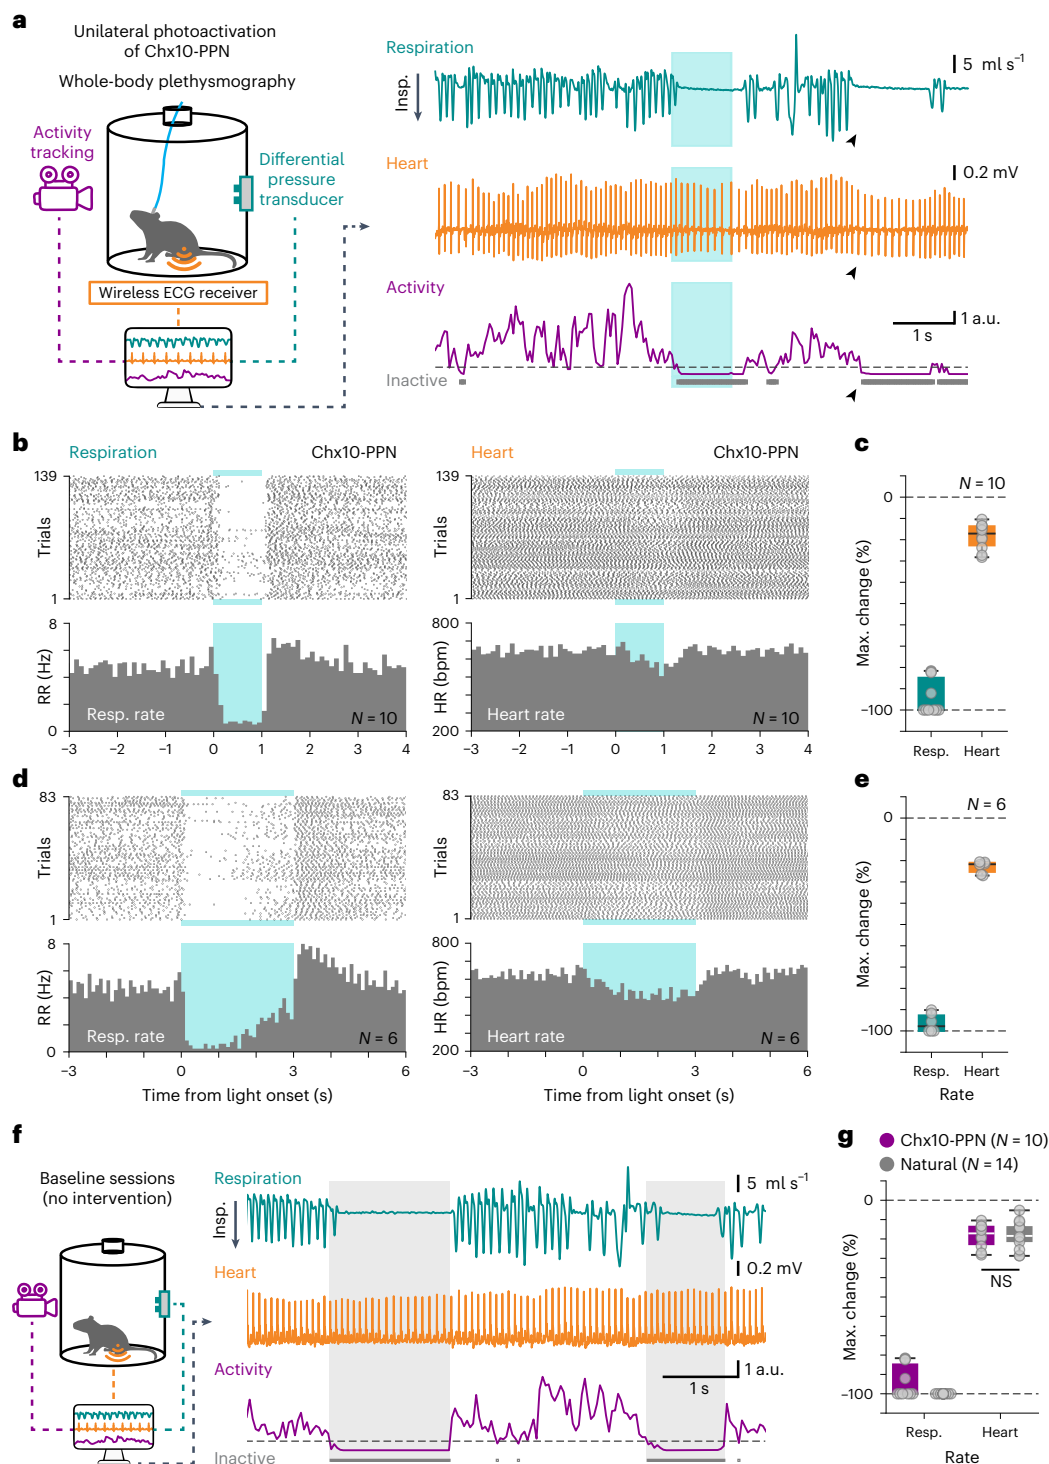 a
Unilateral photoactivation
of Chx10-PPN
Whole-body plethysmography
Activity
tracking
Differential
pressure
transducer
Wireless ECG receiver
Respiration
Insp.
5 ml s⁻¹
Heart
0.2 mV
Activity
1 a.u.
1 s
Inactive
b
Respiration Chx10-PPN
139
Trials
1
8
RR (Hz)
0
Resp. rate N = 10
−3 −2 −1 0 1 2 3 4
Heart Chx10-PPN
139
Trials
1
800
HR (bpm)
200
Heart rate N = 10
−3 −2 −1 0 1 2 3 4
c
N = 10
0
Max. change (%)
−100
Resp. Heart
d
83
Trials
1
8
RR (Hz)
0
Resp. rate N = 6
−3 0 3 6
Time from light onset (s)
83
Trials
1
800
HR (bpm)
200
Heart rate N = 6
−3 0 3 6
Time from light onset (s)
e
N = 6
0
Max. change (%)
−100
Resp. Heart
Rate
f
Baseline sessions
(no intervention)
Respiration
Insp.
5 ml s⁻¹
Heart
0.2 mV
Activity
1 a.u.
1 s
Inactive
g
Chx10-PPN (N = 10)
Natural (N = 14)
0
Max. change (%)
NS
−100
Resp. Heart
Rate